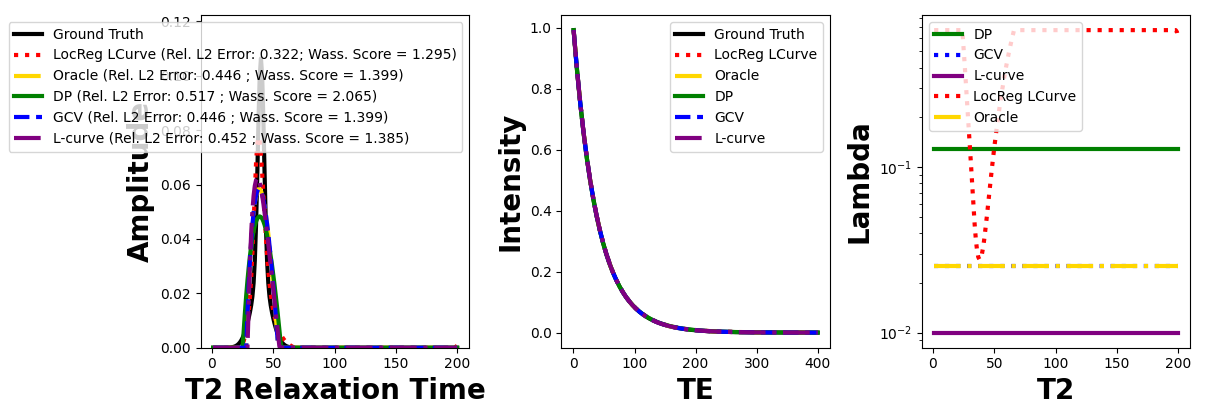 0.12
0.08
0.06
0.04
0.02
0.00
Amplitude
Ground Truth
LocReg LCurve (Rel. L2 Error: 0.322; Wass. Score = 1.295)
Oracle (Rel. L2 Error: 0.446 ; Wass. Score = 1.399)
DP (Rel. L2 Error: 0.517 ; Wass. Score = 2.065)
GCV (Rel. L2 Error: 0.446 ; Wass. Score = 1.399)
L-curve (Rel. L2 Error: 0.452 ; Wass. Score = 1.385)
0 50 100 150 200
T2 Relaxation Time
1.0
0.8
0.6
0.4
0.2
0.0
Intensity
Ground Truth
LocReg LCurve
Oracle
DP
GCV
L-curve
0 100 200 300 400
TE
10⁻¹
10⁻²
Lambda
DP
GCV
L-curve
LocReg LCurve
Oracle
0 50 100 150 200
T2